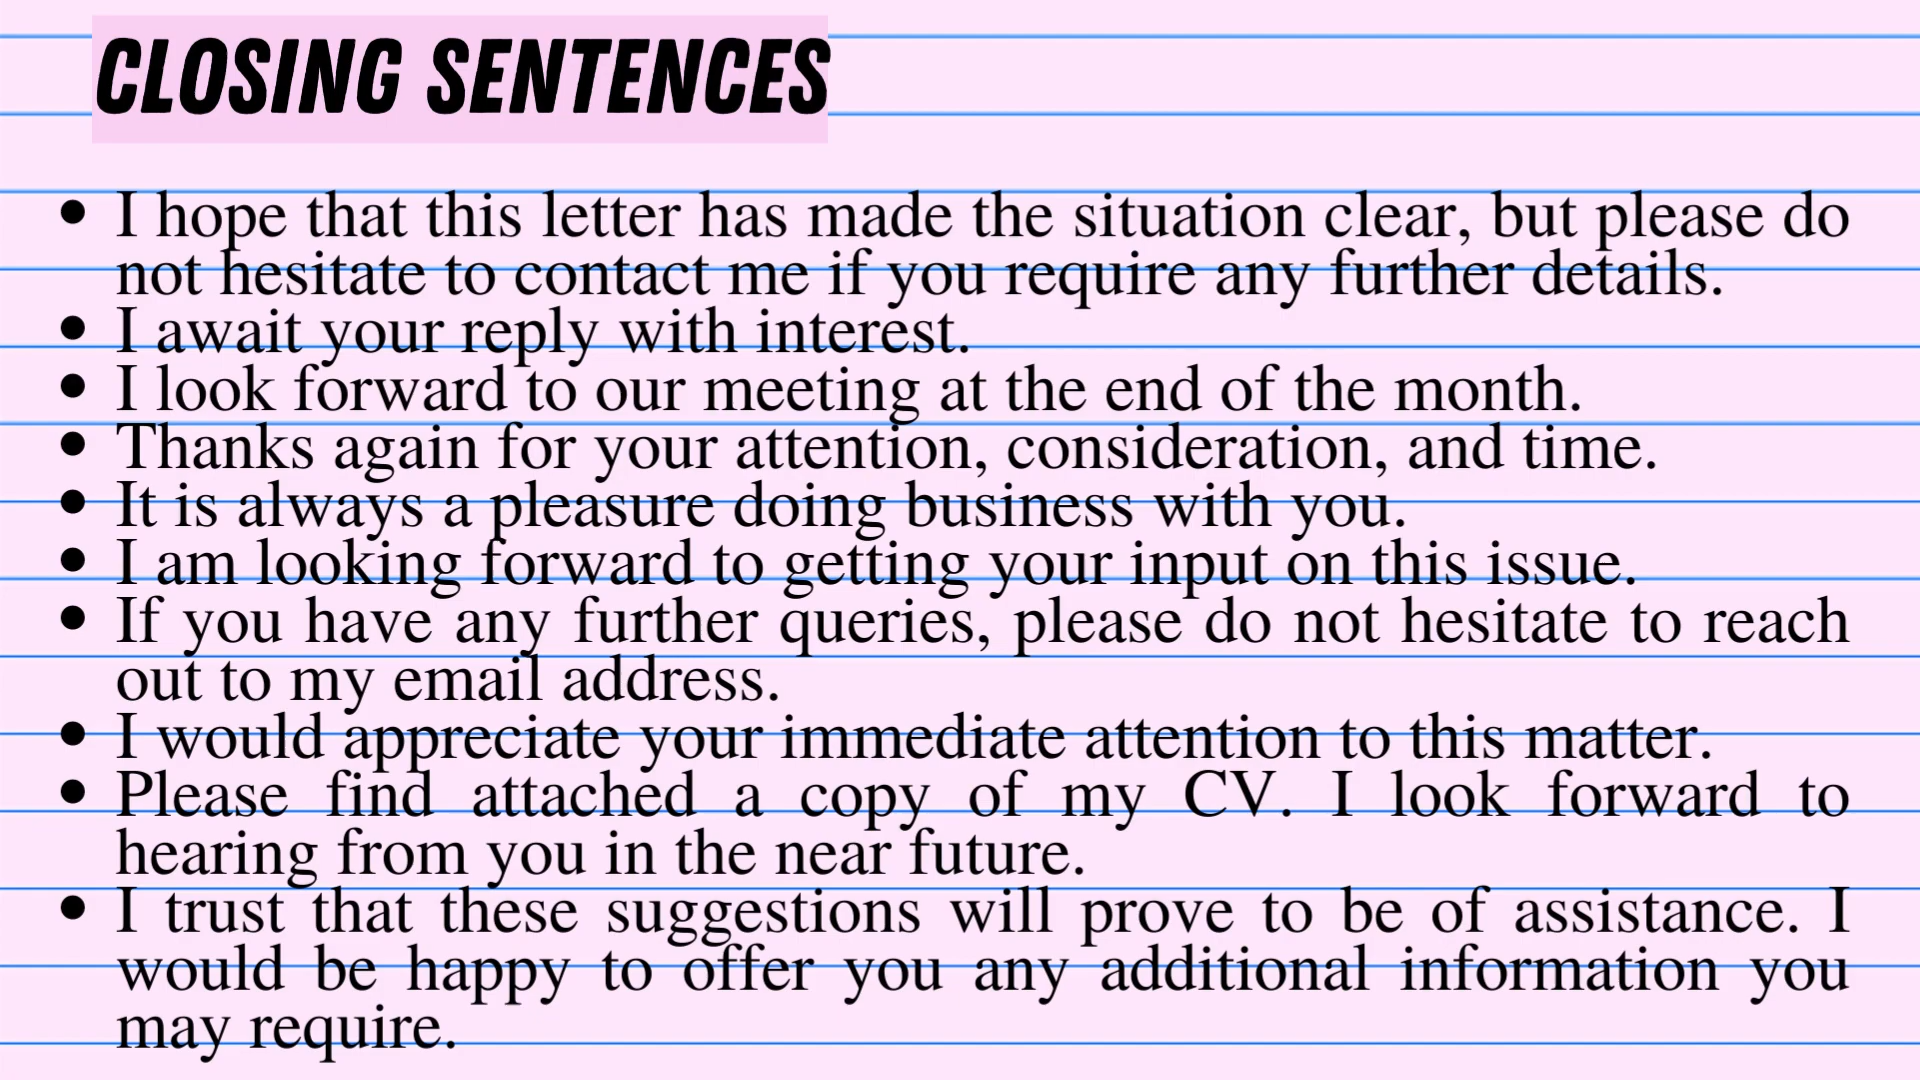 CLOSING SENTENCES
• I hope that this letter has made the situation clear, but please do
not hesitate to contact me if you require any further details.
• I await your reply with interest.
• I look forward to our meeting at the end of the month.
• Thanks again for your attention, consideration, and time.
• It is always a pleasure doing business with you.
• I am looking forward to getting your input on this issue.
• If you have any further queries, please do not hesitate to reach
out to my email address.
• I would appreciate your immediate attention to this matter.
• Please find attached a copy of my CV. I look forward to
hearing from you in the near future.
• I trust that these suggestions will prove to be of assistance. I
would be happy to offer you any additional information you
may require.